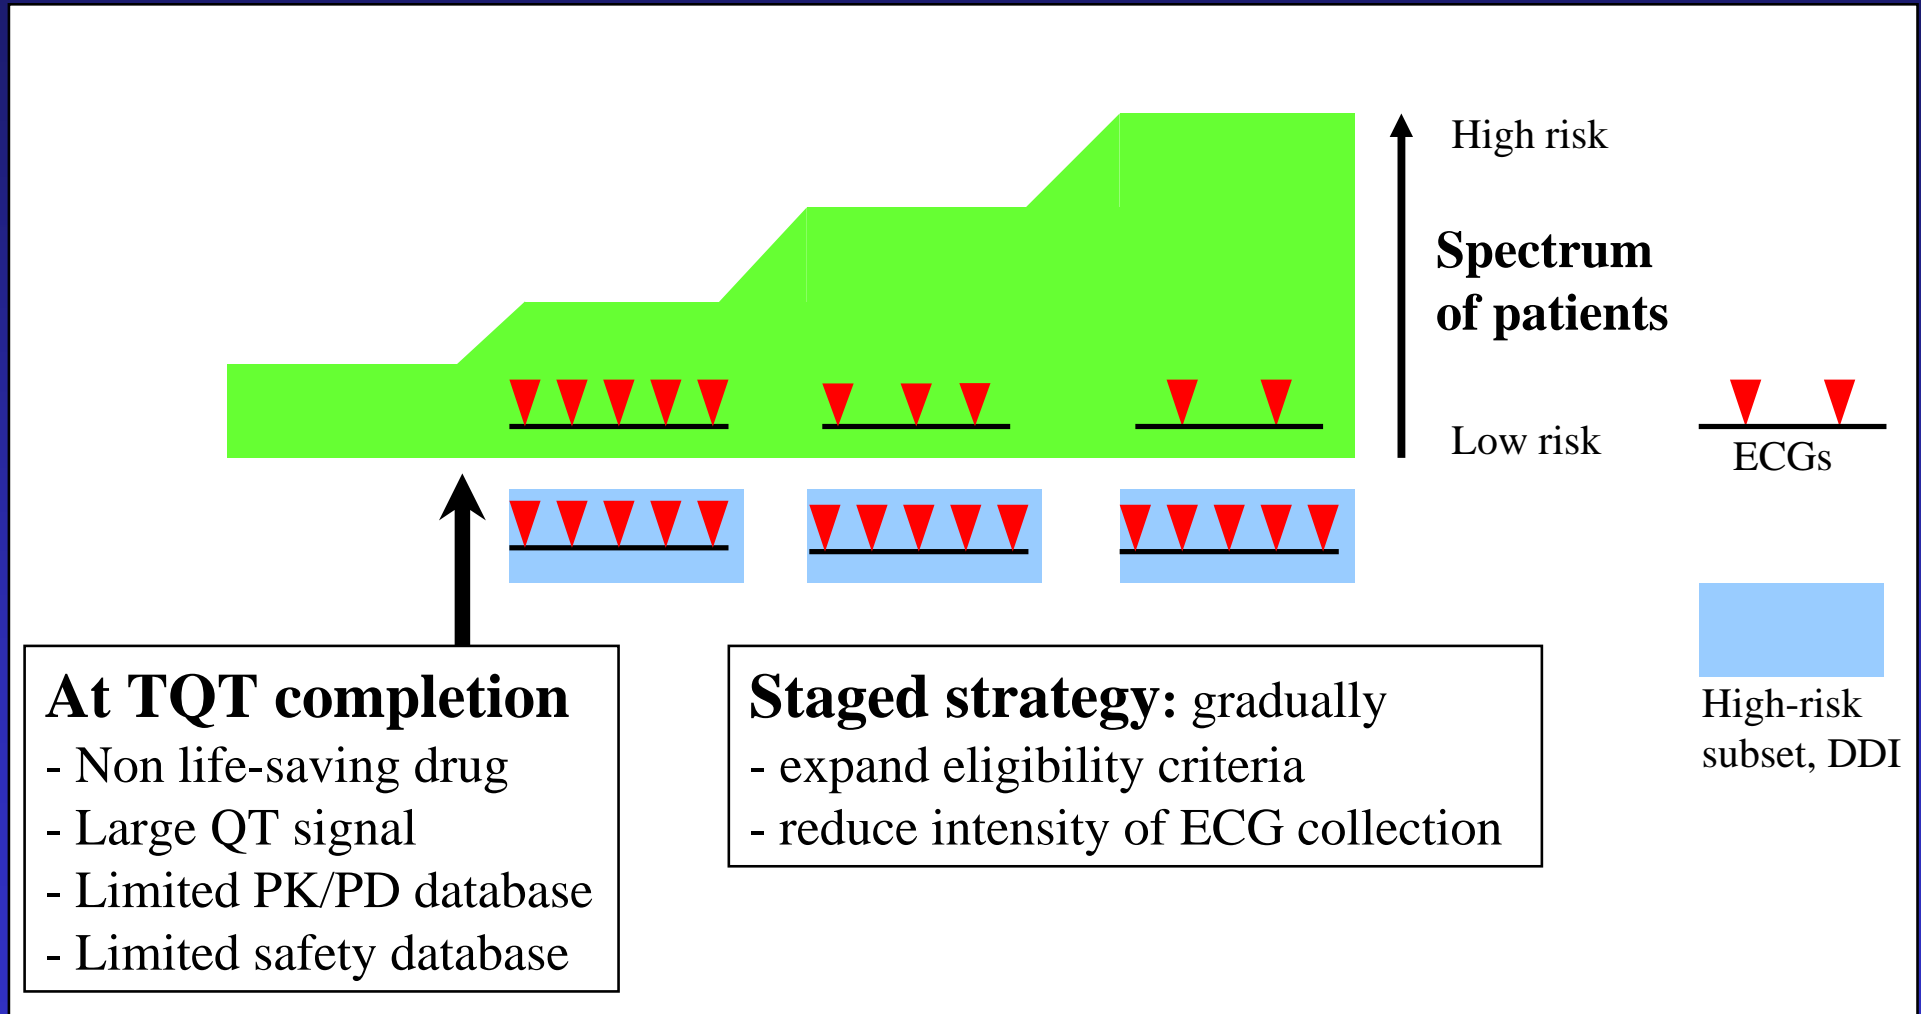 High risk
Spectrum
of patients
Low risk
ECGs
At TQT completion
- Non life-saving drug
- Large QT signal
- Limited PK/PD database
- Limited safety database
Staged strategy: gradually
- expand eligibility criteria
- reduce intensity of ECG collection
High-risk
subset, DDI